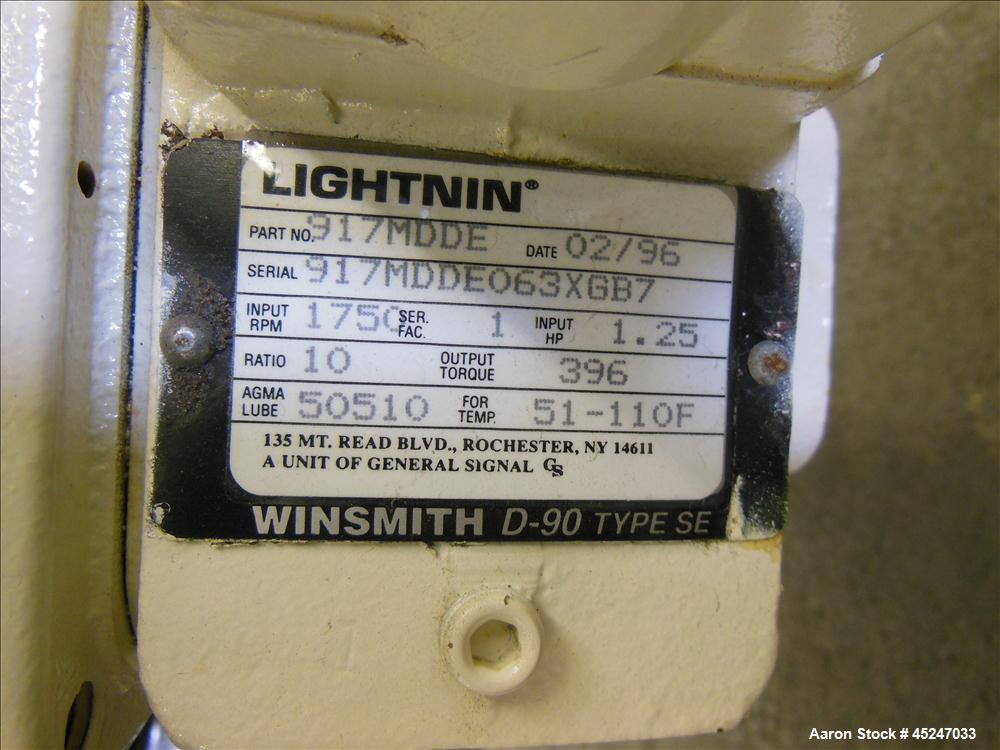 LIGHTNIN®
PART NO. 917MDDE DATE 02/96
SERIAL 917MDDE063XGB7
INPUT RPM 1750 SER. FAC. 1 INPUT HP 1.25
RATIO 10 OUTPUT TORQUE 396
AGMA LUBE 50510 FOR TEMP. 51-110F
135 MT. READ BLVD., ROCHESTER, NY 14611
A UNIT OF GENERAL SIGNAL GS
WINSMITH D-90 TYPE SE
Aaron Stock # 45247033